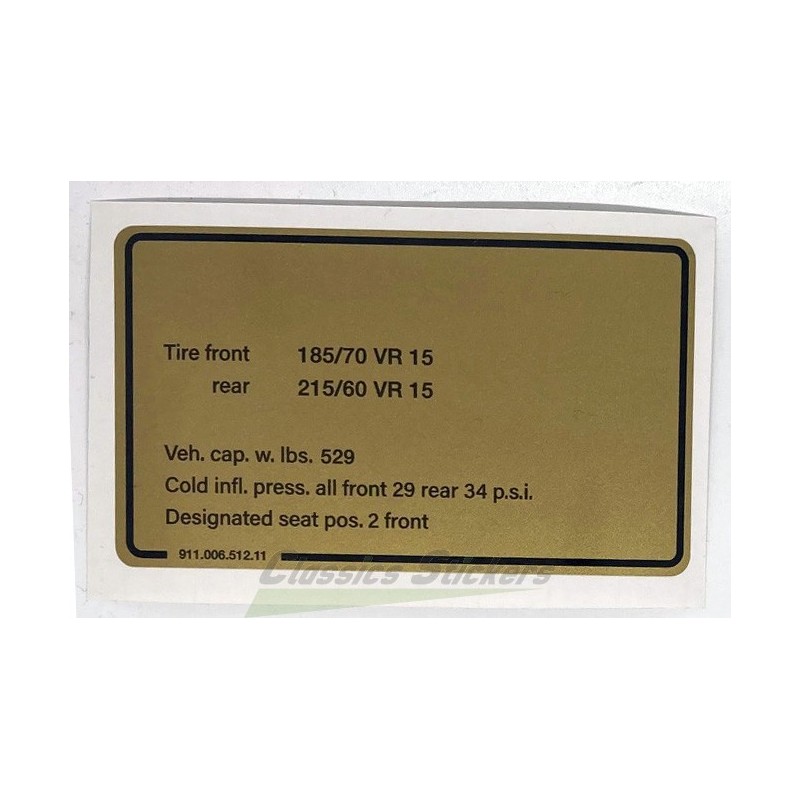 Tire front 185/70 VR 15
rear 215/60 VR 15
Veh. cap. w. lbs. 529
Cold infl. press. all front 29 rear 34 p.s.i.
Designated seat pos. 2 front
911.006.512.11
Classics Stickers